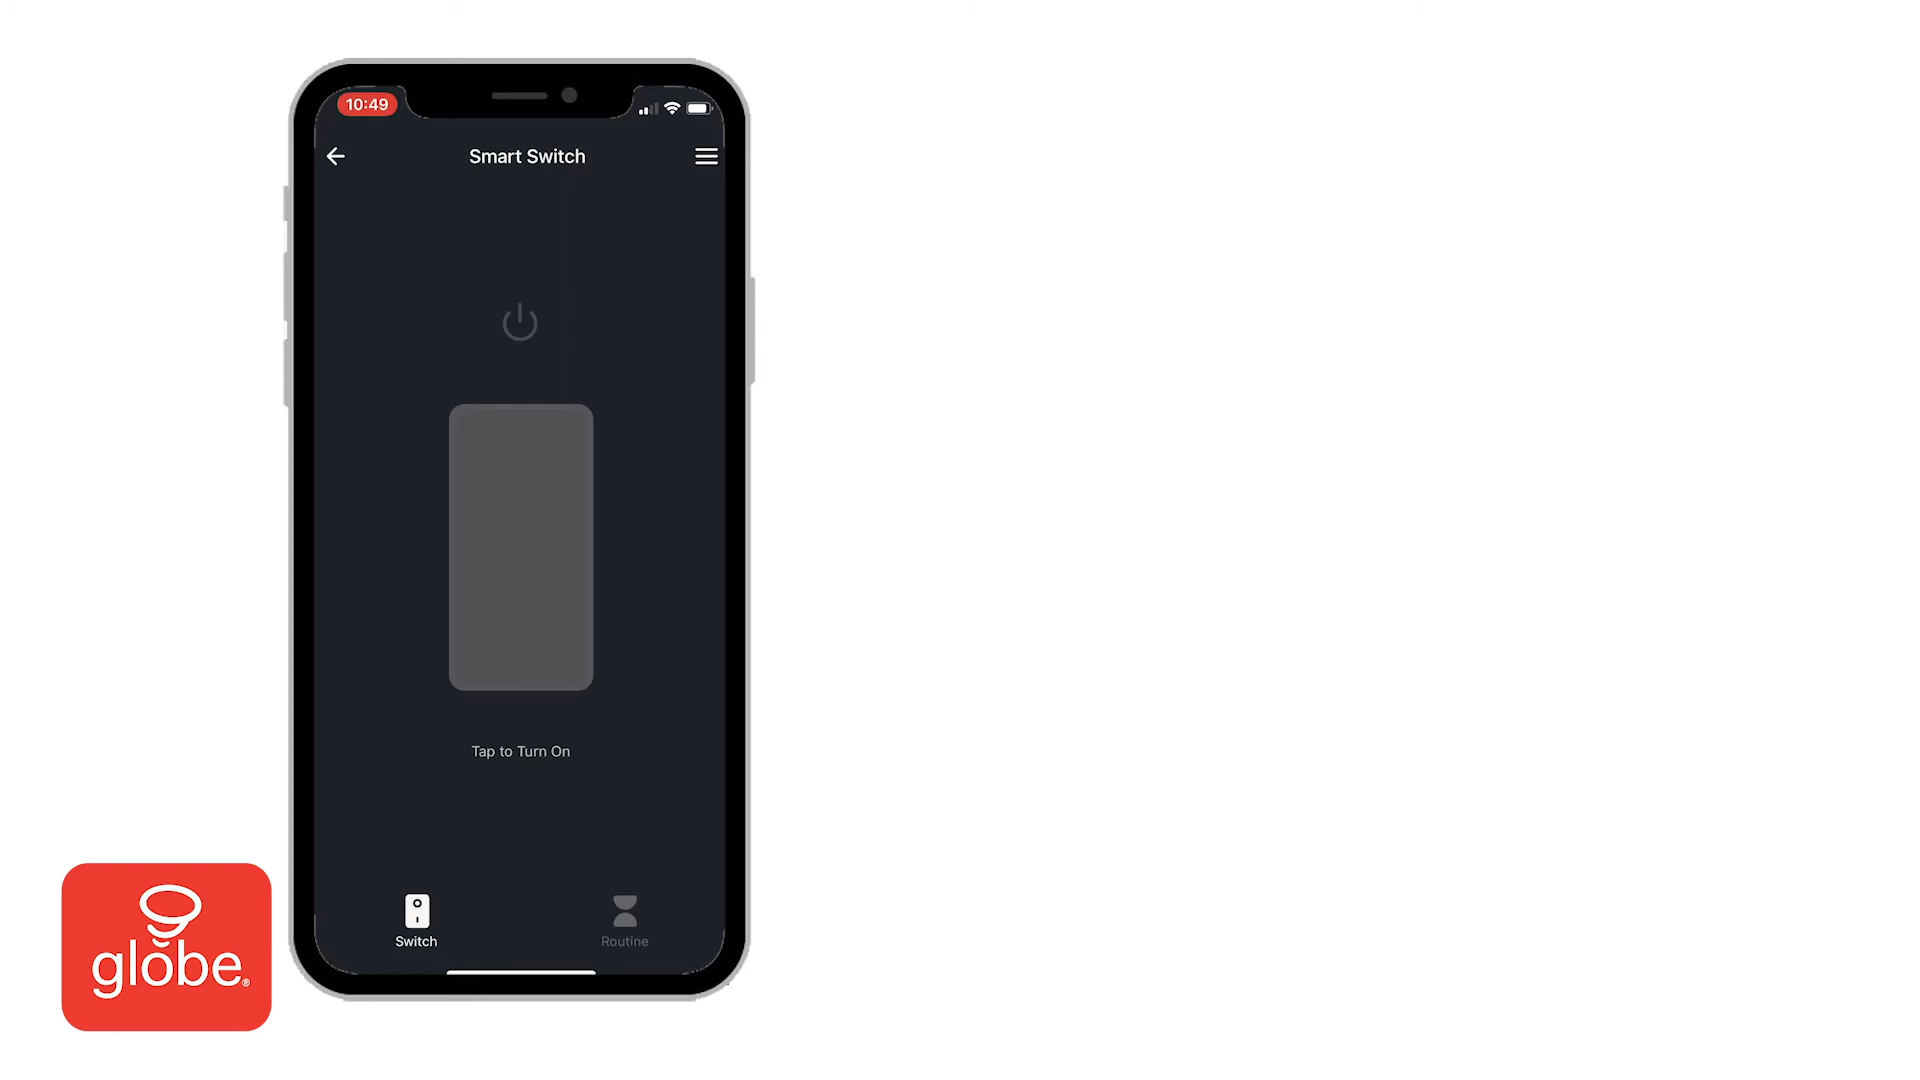 10:49
Smart Switch
Tap to Turn On
Switch
Routine
globe®